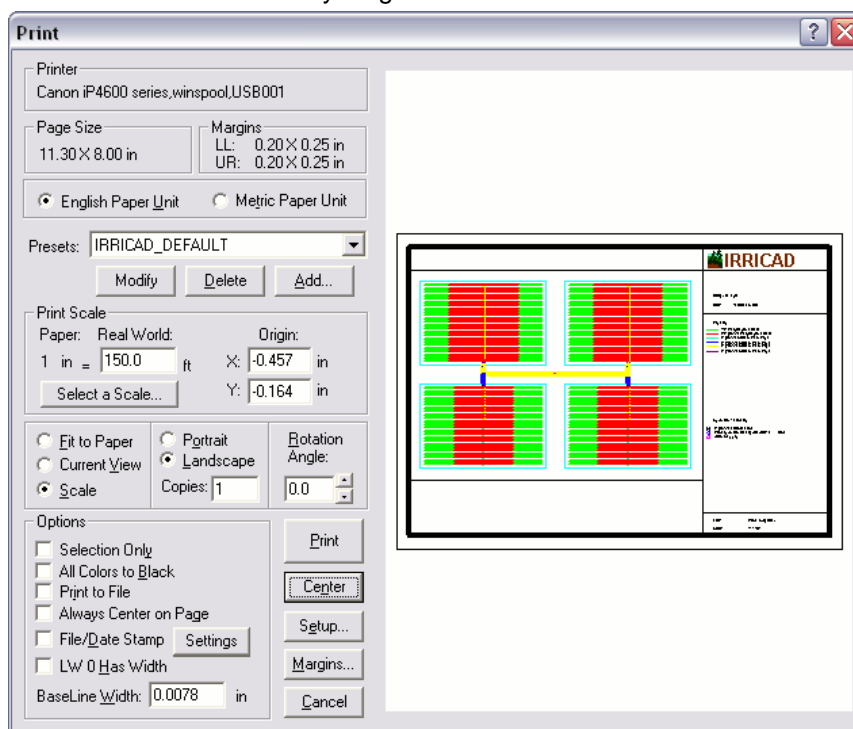 Print
Printer
Canon iP4600 series,winspool,USB001
Page Size
11.30 X 8.00 in
Margins
LL: 0.20 X 0.25 in
UR: 0.20 X 0.25 in
English Paper Unit
Metric Paper Unit
Presets: IRRICAD_DEFAULT
Modify
Delete
Add...
Print Scale
Paper: Real World: Origin:
1 in = 150.0 ft X: -0.457 in
Select a Scale... Y: -0.164 in
Fit to Paper
Current View
Scale
Portrait
Landscape
Copies: 1
Rotation
Angle:
0.0
Options
Selection Only
All Colors to Black
Print to File
Always Center on Page
File/Date Stamp Settings
LW 0 Has Width
BaseLine Width: 0.0078 in
Print
Center
Setup...
Margins...
Cancel
IRRICAD